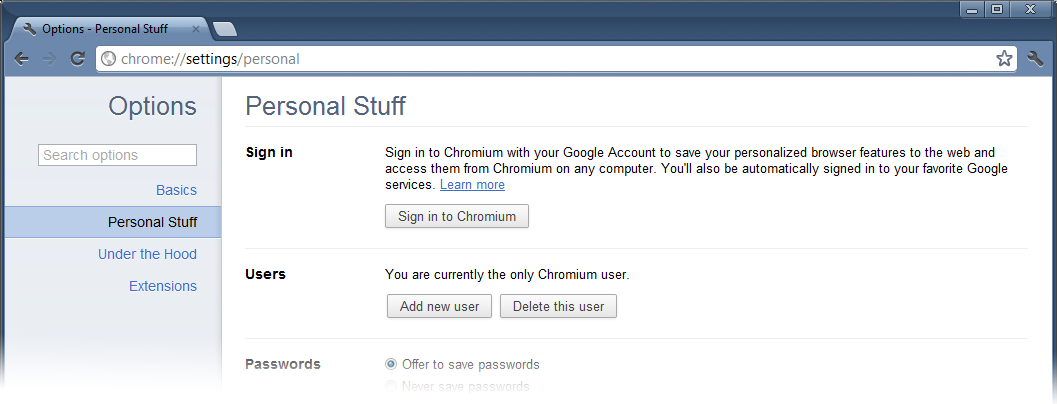 Options - Personal Stuff
chrome://settings/personal
Options
Search options
Basics
Personal Stuff
Under the Hood
Extensions
Personal Stuff
Sign in
Sign in to Chromium with your Google Account to save your personalized browser features to the web and
access them from Chromium on any computer. You'll also be automatically signed in to your favorite Google
services. Learn more
Sign in to Chromium
Users
You are currently the only Chromium user.
Add new user
Delete this user
Passwords
Offer to save passwords
Never save passwords